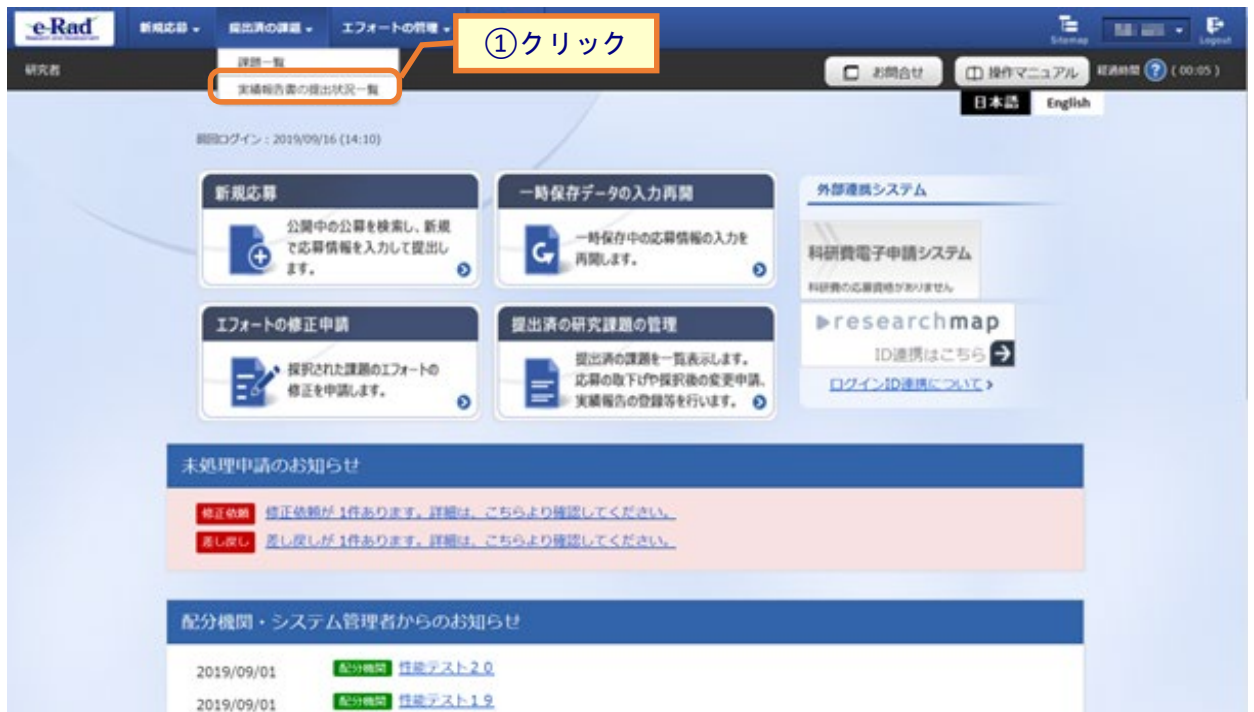 e-Rad
新規応募
提出済の課題
エフォートの管理
①クリック
Sitemap
Logout
研究者
課題一覧
実績報告書の提出状況一覧
お問合せ
操作マニュアル
経過時間 ? ( 00:05 )
日本語 English
前回ログイン : 2019/09/16 (14:10)
新規応募
公開中の公募を検索し、新規
で応募情報を入力して提出し
ます。
一時保存データの入力再開
一時保存中の応募情報の入力を
再開します。
エフォートの修正申請
採択された課題のエフォートの
修正を申請します。
提出済の研究課題の管理
提出済の課題を一覧表示します。
応募の取下げや採択後の変更申請、
実績報告の登録等を行います。
外部連携システム
科研費電子申請システム
科研費の応募資格がありません
researchmap
ID連携はこちら
ログインID連携について
未処理申請のお知らせ
修正依頼 修正依頼が 1件あります。詳細は、こちらより確認してください。
差し戻し 差し戻しが 1件あります。詳細は、こちらより確認してください。
配分機関・システム管理者からのお知らせ
2019/09/01 配分機関 性能テスト20
2019/09/01 配分機関 性能テスト19